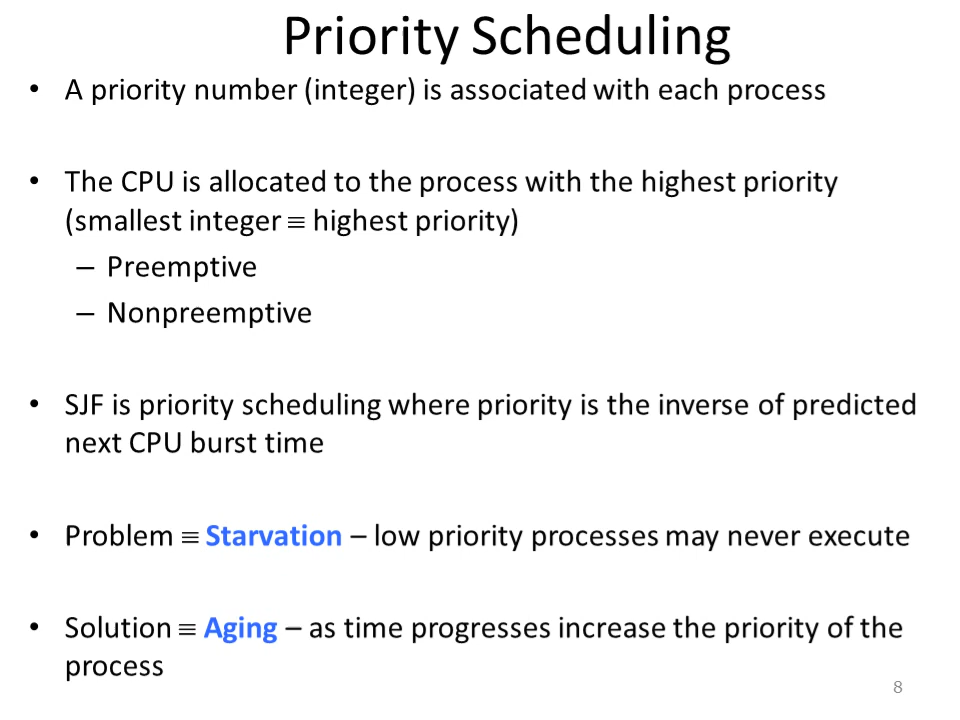 Priority Scheduling
• A priority number (integer) is associated with each process
• The CPU is allocated to the process with the highest priority
(smallest integer ≡ highest priority)
– Preemptive
– Nonpreemptive
• SJF is priority scheduling where priority is the inverse of predicted
next CPU burst time
• Problem ≡ Starvation – low priority processes may never execute
• Solution ≡ Aging – as time progresses increase the priority of the
process
8